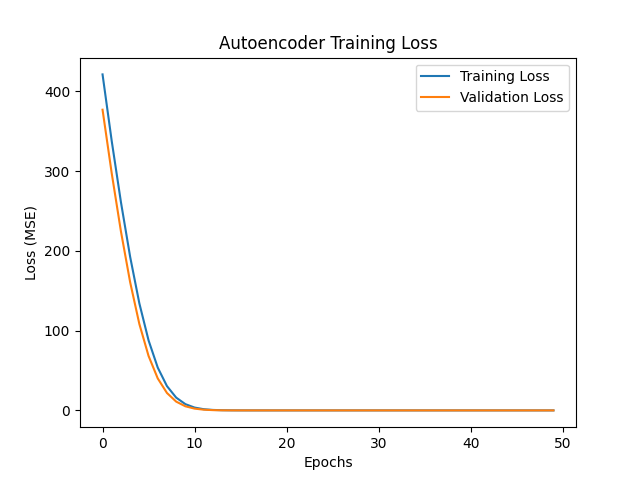 Autoencoder Training Loss
Training Loss
Validation Loss
400
300
200
100
0
Loss (MSE)
0 10 20 30 40 50
Epochs